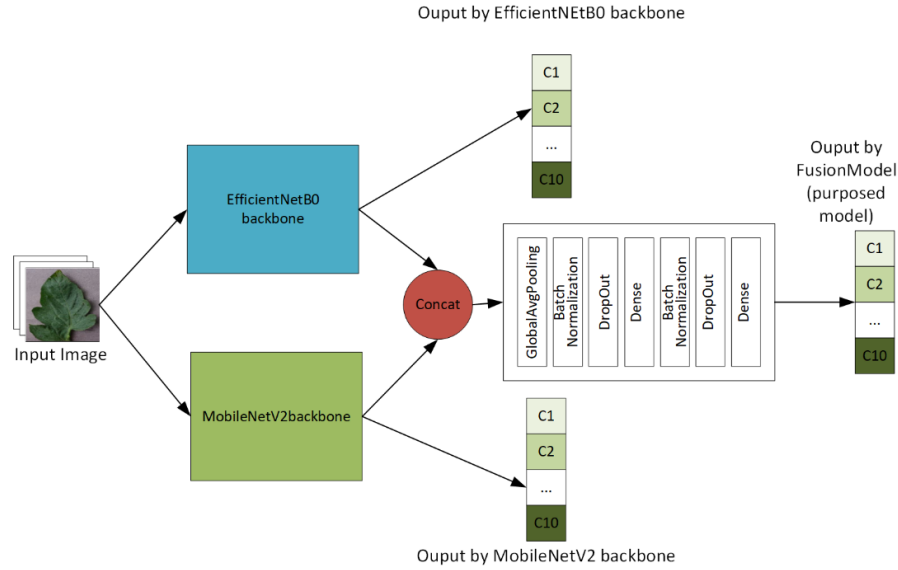 Ouput by EfficientNEtB0 backbone
C1
C2
...
C10
EfficientNetB0
backbone
Input Image
MobileNetV2backbone
Concat
GlobalAvgPooling
Batch
Normalization
DropOut
Dense
Batch
Normalization
DropOut
Dense
Ouput by
FusionModel
(purposed
model)
C1
C2
...
C10
C1
C2
...
C10
Ouput by MobileNetV2 backbone